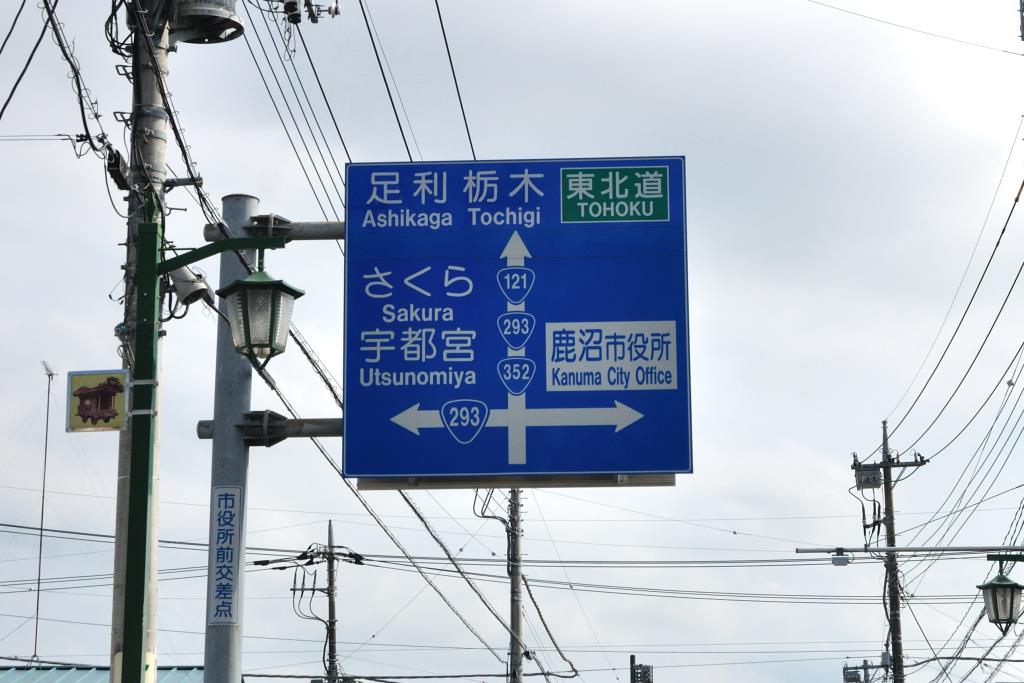 足利 栃木
Ashikaga Tochigi
東北道
TOHOKU
121
さくら
Sakura
293
宇都宮
Utsunomiya
352
鹿沼市役所
Kanuma City Office
293
市役所前交差点